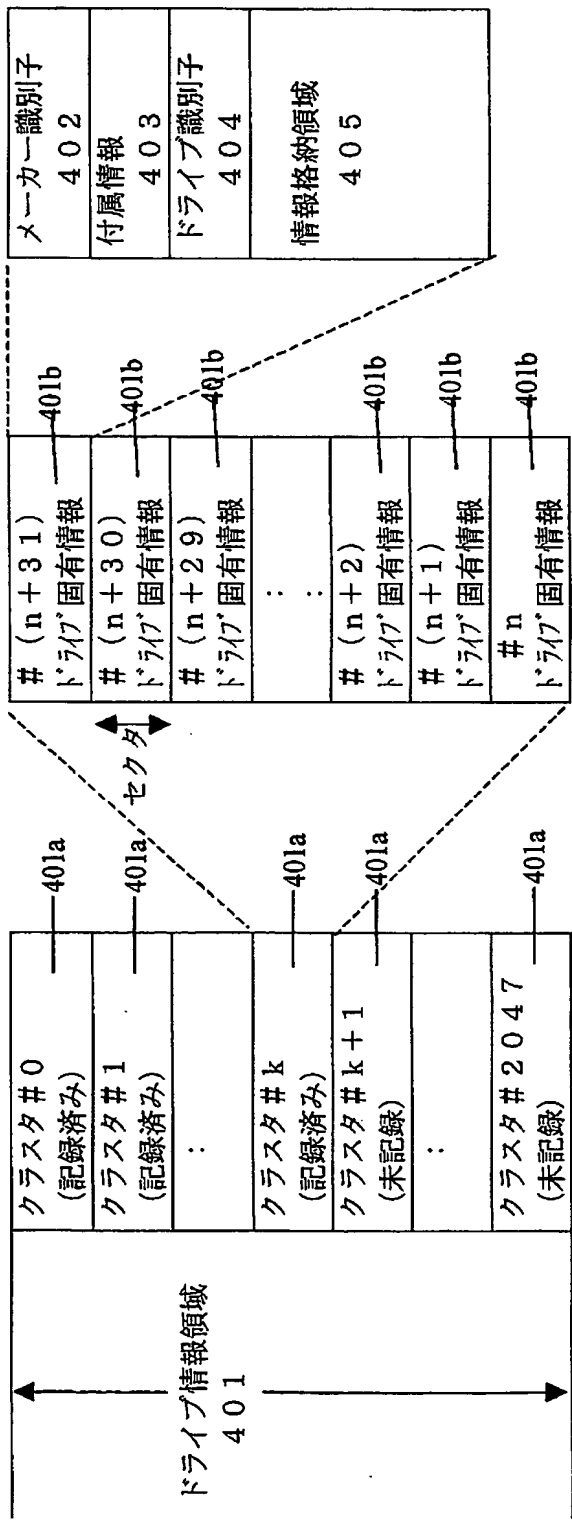 ドライブ情報領域
401
クラスタ#0
(記録済み)
401a
クラスタ#1
(記録済み)
401a
:
クラスタ#k
(記録済み)
401a
クラスタ#k+1
(未記録)
401a
:
クラスタ#2047
(未記録)
401a
セクタ
#(n+31)
ドライブ固有情報
401b
#(n+30)
ドライブ固有情報
401b
#(n+29)
ドライブ固有情報
401b
:
:
#(n+2)
ドライブ固有情報
401b
#(n+1)
ドライブ固有情報
401b
#n
ドライブ固有情報
401b
メーカー識別子
402
付属情報
403
ドライブ識別子
404
情報格納領域
405